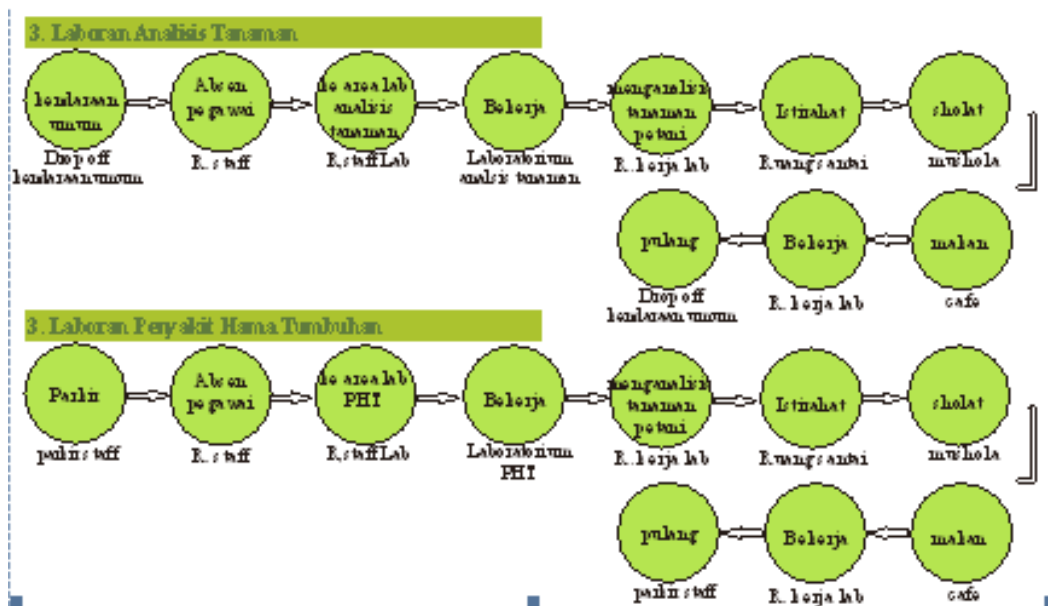 3. Laboran Analisis Tanaman
kendaraan
umum
Absen
pegawai
ke area lab
analisis
tanaman
Bekerja
menganalisis
tanaman
petani
Istirahat
sholat
Drop off
kendaraan umum
R. staff
R,staff Lab
Laboratorium
analsis tanaman
R. kerja lab
Ruang santai
mushola
pulang
Bekerja
makan
Drop off
kendaraan umum
R. kerja lab
cafe
3. Laboran Penyakit Hama Tumbuhan
Parkir
Absen
pegawai
ke area lab
PHT
Bekerja
menganalisis
tanaman
petani
Istirahat
sholat
parkir staff
R. staff
R,staff Lab
Laboratorium
PHT
R. kerja lab
Ruang santai
mushola
pulang
Bekerja
makan
parkir staff
R. kerja lab
cafe